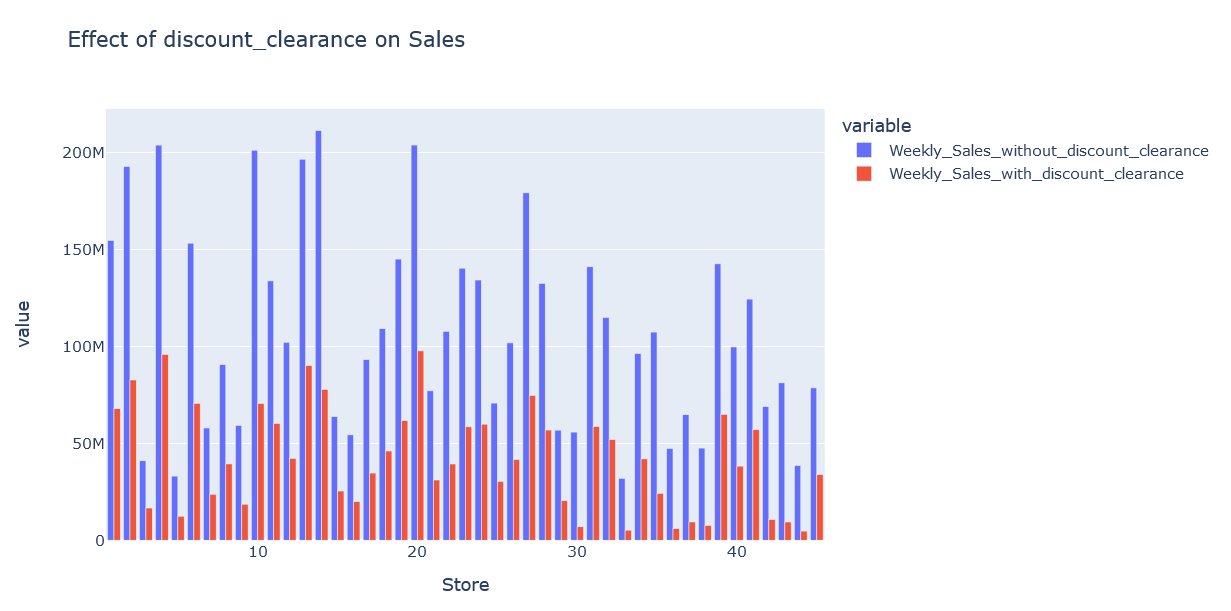 Effect of discount_clearance on Sales
variable
Weekly_Sales_without_discount_clearance
Weekly_Sales_with_discount_clearance
200M
150M
100M
50M
0
value
10 20 30 40
Store